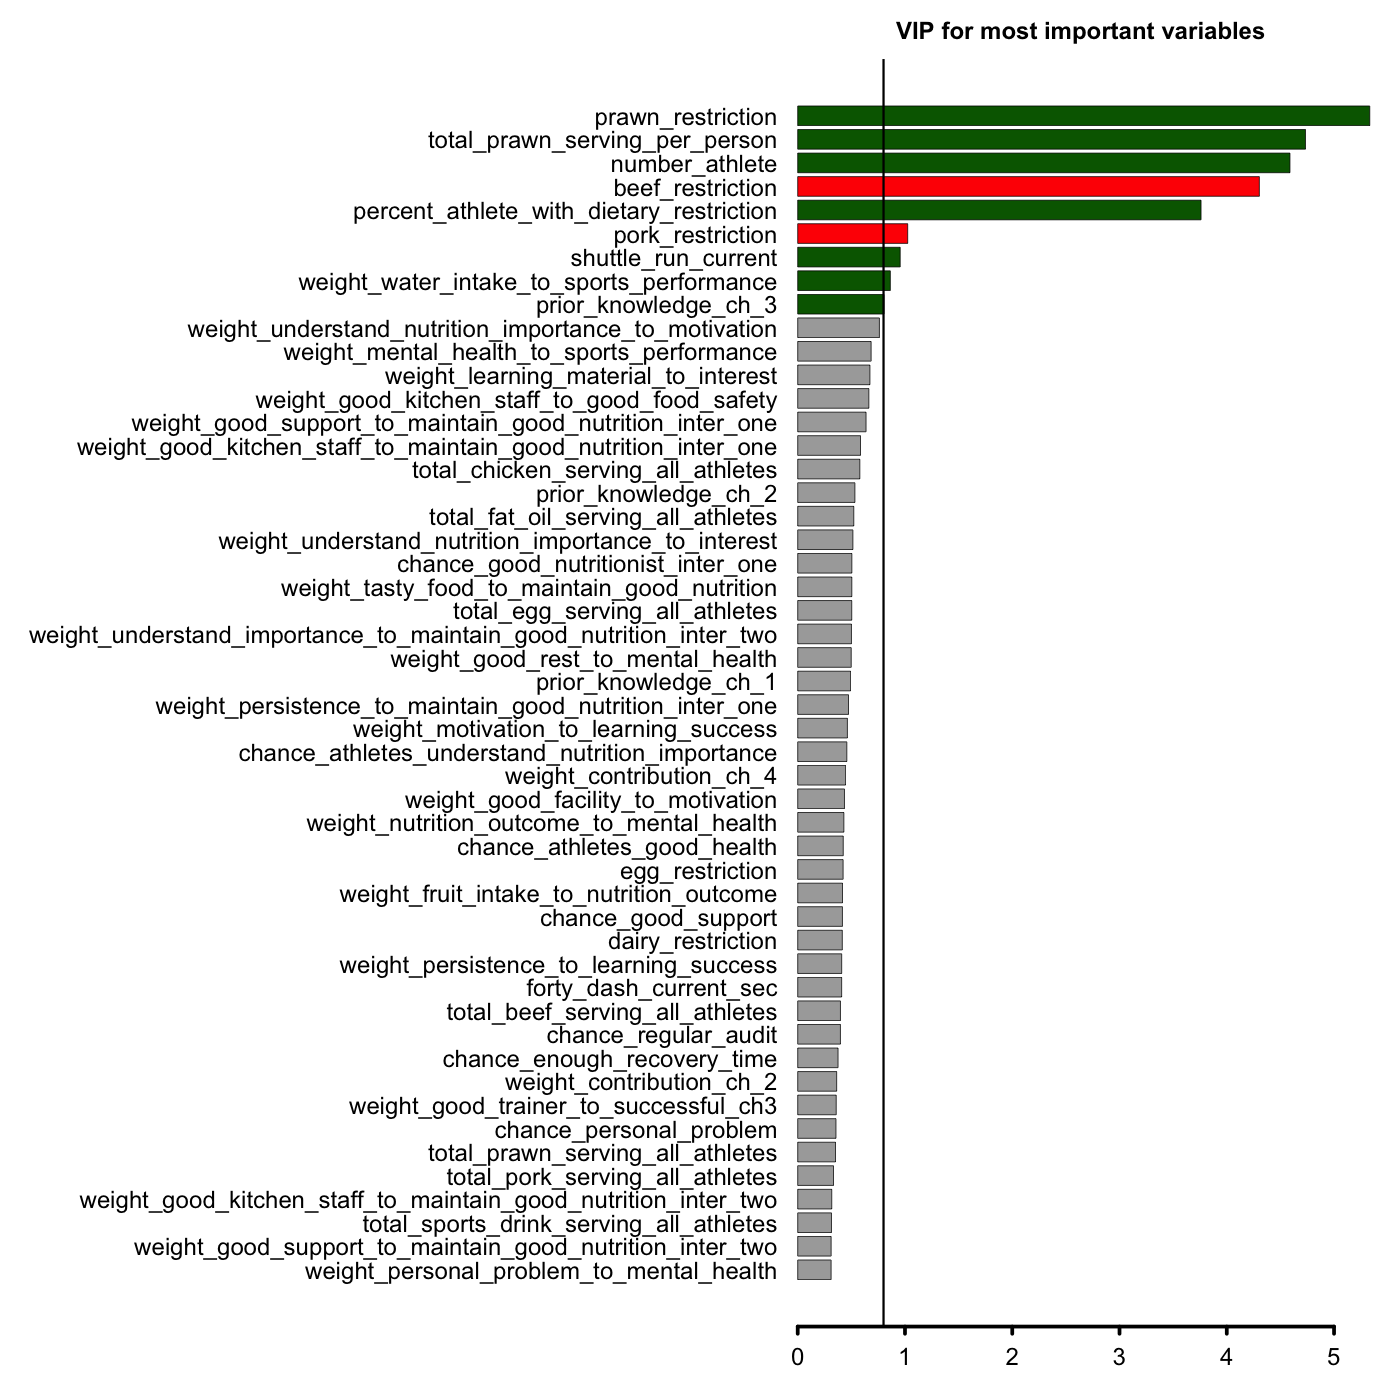 VIP for most important variables
prawn_restriction
total_prawn_serving_per_person
number_athlete
beef_restriction
percent_athlete_with_dietary_restriction
pork_restriction
shuttle_run_current
weight_water_intake_to_sports_performance
prior_knowledge_ch_3
weight_understand_nutrition_importance_to_motivation
weight_mental_health_to_sports_performance
weight_learning_material_to_interest
weight_good_kitchen_staff_to_good_food_safety
weight_good_support_to_maintain_good_nutrition_inter_one
weight_good_kitchen_staff_to_maintain_good_nutrition_inter_one
total_chicken_serving_all_athletes
prior_knowledge_ch_2
total_fat_oil_serving_all_athletes
weight_understand_nutrition_importance_to_interest
chance_good_nutritionist_inter_one
weight_tasty_food_to_maintain_good_nutrition
total_egg_serving_all_athletes
weight_understand_importance_to_maintain_good_nutrition_inter_two
weight_good_rest_to_mental_health
prior_knowledge_ch_1
weight_persistence_to_maintain_good_nutrition_inter_one
weight_motivation_to_learning_success
chance_athletes_understand_nutrition_importance
weight_contribution_ch_4
weight_good_facility_to_motivation
weight_nutrition_outcome_to_mental_health
chance_athletes_good_health
egg_restriction
weight_fruit_intake_to_nutrition_outcome
chance_good_support
dairy_restriction
weight_persistence_to_learning_success
forty_dash_current_sec
total_beef_serving_all_athletes
chance_regular_audit
chance_enough_recovery_time
weight_contribution_ch_2
weight_good_trainer_to_successful_ch3
chance_personal_problem
total_prawn_serving_all_athletes
total_pork_serving_all_athletes
weight_good_kitchen_staff_to_maintain_good_nutrition_inter_two
total_sports_drink_serving_all_athletes
weight_good_support_to_maintain_good_nutrition_inter_two
weight_personal_problem_to_mental_health
0 1 2 3 4 5